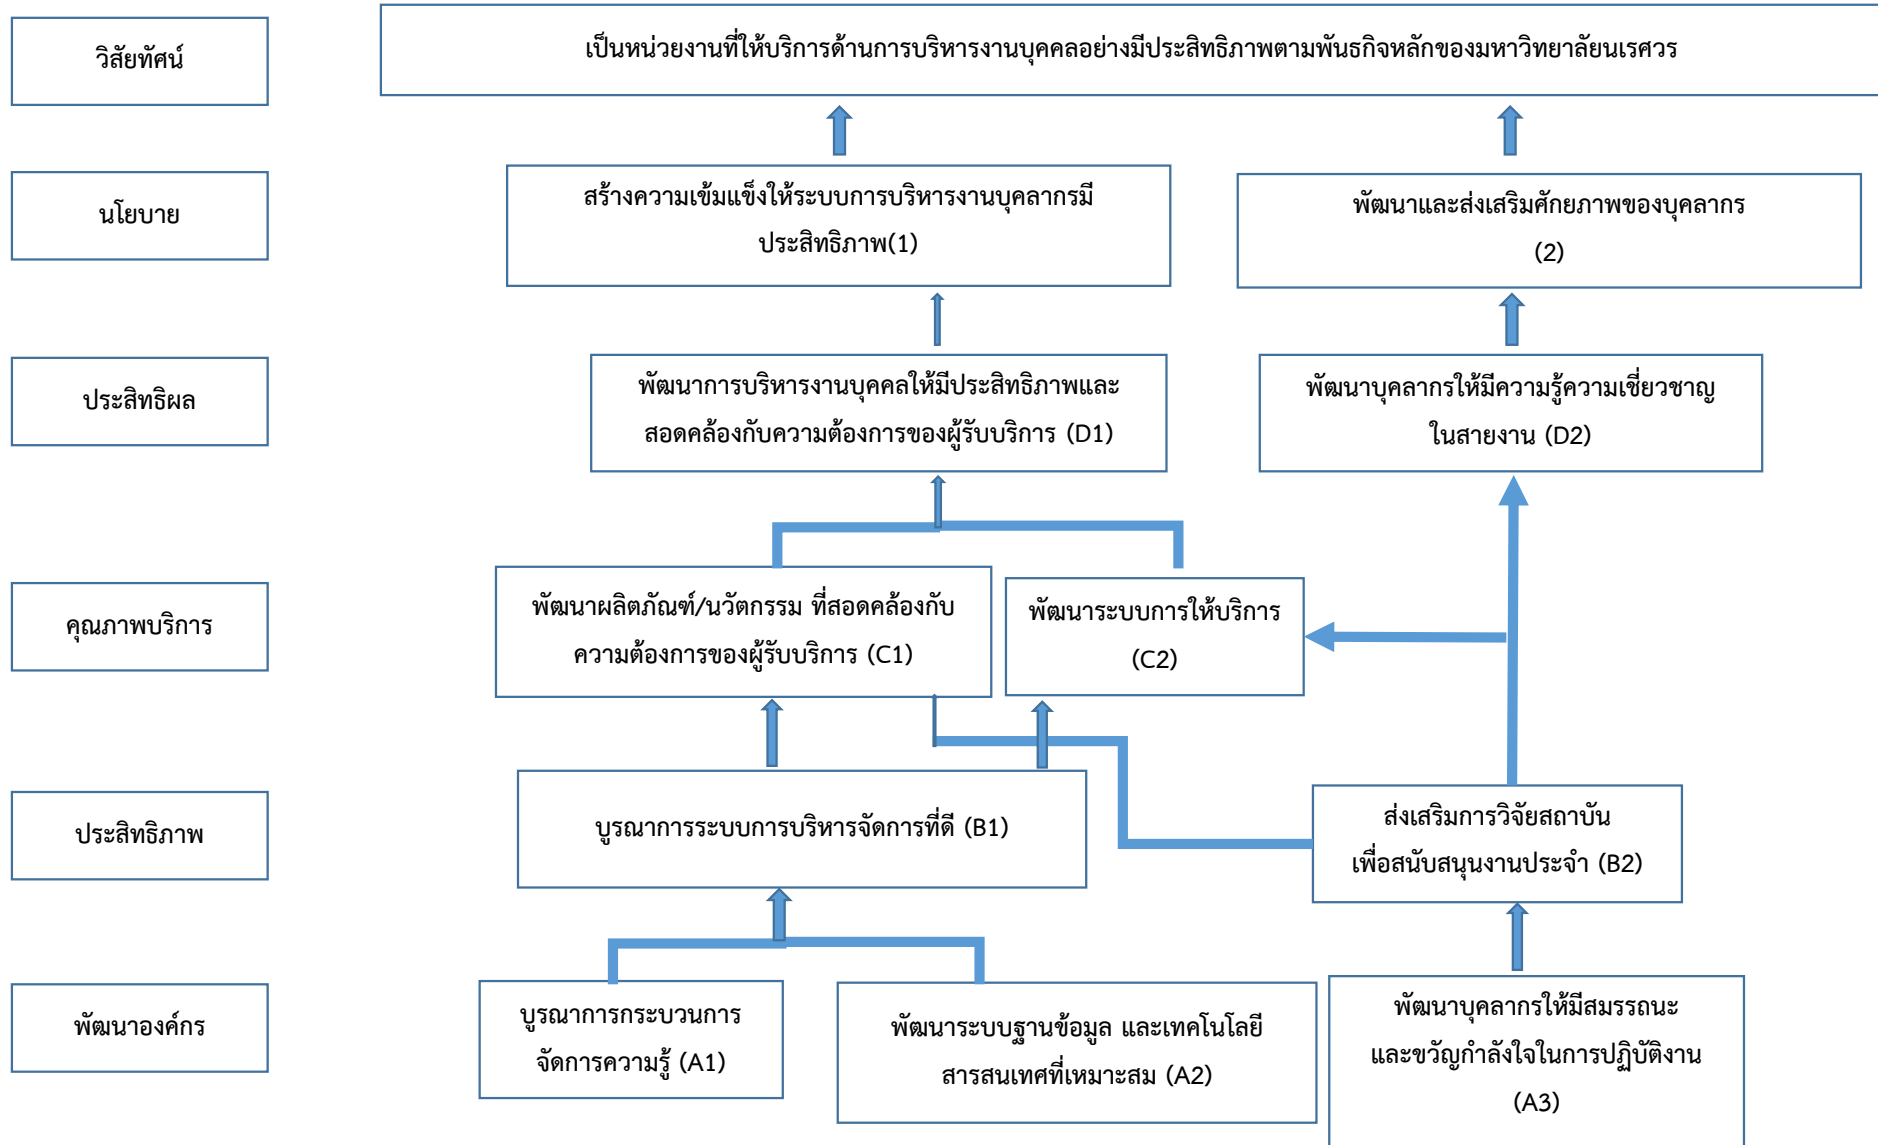 วิสัยทัศน์
เป็นหน่วยงานที่ให้บริการด้านการบริหารงานบุคคลอย่างมีประสิทธิภาพตามพันธกิจหลักของมหาวิทยาลัยนเรศวร
นโยบาย
สร้างความเข้มแข็งให้ระบบการบริหารงานบุคลากรมี
ประสิทธิภาพ(1)
พัฒนาและส่งเสริมศักยภาพของบุคลากร
(2)
ประสิทธิผล
พัฒนาการบริหารงานบุคคลให้มีประสิทธิภาพและ
สอดคล้องกับความต้องการของผู้รับบริการ (D1)
พัฒนาบุคลากรให้มีความรู้ความเชี่ยวชาญ
ในสายงาน (D2)
คุณภาพบริการ
พัฒนาผลิตภัณฑ์/นวัตกรรม ที่สอดคล้องกับ
ความต้องการของผู้รับบริการ (C1)
พัฒนาระบบการให้บริการ
(C2)
ประสิทธิภาพ
บูรณาการระบบการบริหารจัดการที่ดี (B1)
ส่งเสริมการวิจัยสถาบัน
เพื่อสนับสนุนงานประจำ (B2)
พัฒนาองค์กร
บูรณาการกระบวนการ
จัดการความรู้ (A1)
พัฒนาระบบฐานข้อมูล และเทคโนโลยี
สารสนเทศที่เหมาะสม (A2)
พัฒนาบุคลากรให้มีสมรรถนะ
และขวัญกำลังใจในการปฏิบัติงาน
(A3)